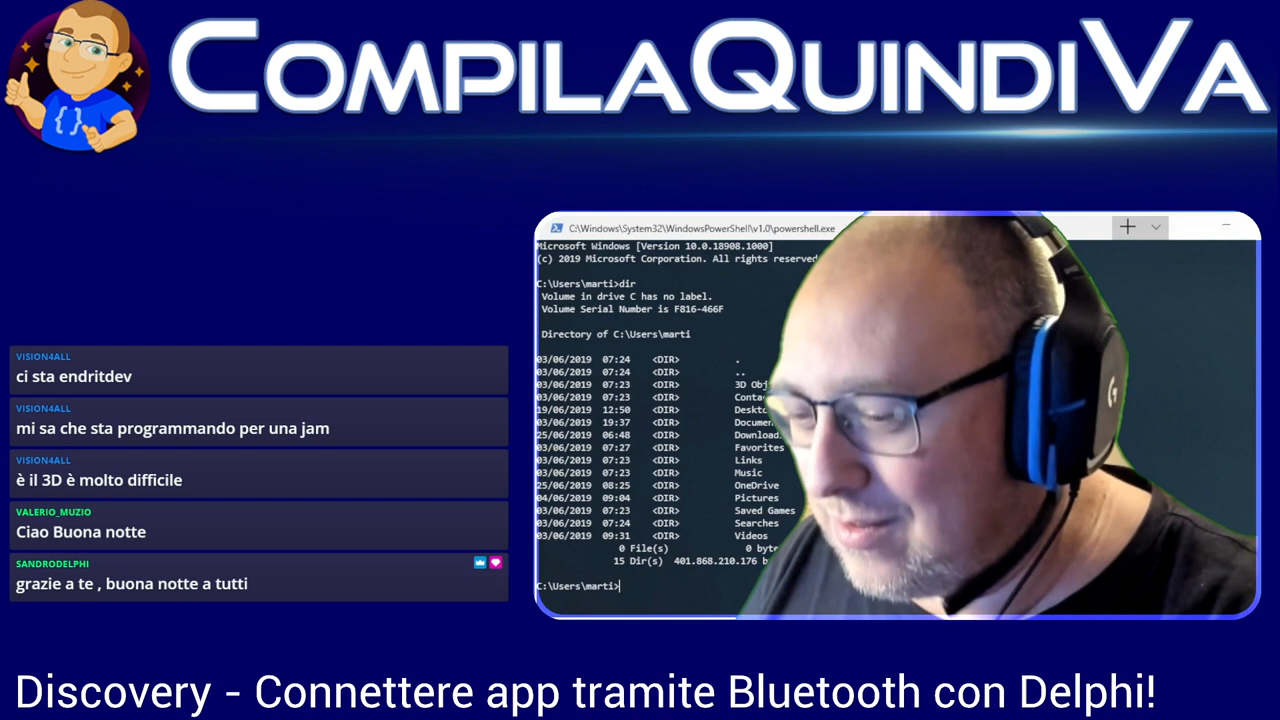 COMPILAQUINDIVA
{ }
C:\Windows\System32\WindowsPowerShell\v1.0\powershell.exe
Microsoft Windows [Version 10.0.18908.1000]
(c) 2019 Microsoft Corporation. All rights reserved
C:\Users\marti>dir
Volume in drive C has no label.
Volume Serial Number is F816-466F
Directory of C:\Users\marti
03/06/2019 07:24 <DIR> .
03/06/2019 07:24 <DIR> ..
03/06/2019 07:23 <DIR> 3D Obj
03/06/2019 07:23 <DIR> Conta
19/06/2019 12:50 <DIR> Deskto
03/06/2019 19:37 <DIR> Documen
25/06/2019 06:48 <DIR> Download
03/06/2019 07:27 <DIR> Favorites
03/06/2019 07:23 <DIR> Links
03/06/2019 07:23 <DIR> Music
25/06/2019 08:25 <DIR> OneDrive
04/06/2019 09:04 <DIR> Pictures
03/06/2019 07:23 <DIR> Saved Games
03/06/2019 07:24 <DIR> Searches
03/06/2019 09:31 <DIR> Videos
0 File(s) 0 byte
15 Dir(s) 401.868.210.176 b
C:\Users\marti>
G
VISION4ALL
ci sta endritdev
VISION4ALL
mi sa che sta programmando per una jam
VISION4ALL
è il 3D è molto difficile
VALERIO_MUZIO
Ciao Buona notte
SANDRODELPHI
grazie a te , buona notte a tutti
Discovery - Connettere app tramite Bluetooth con Delphi!